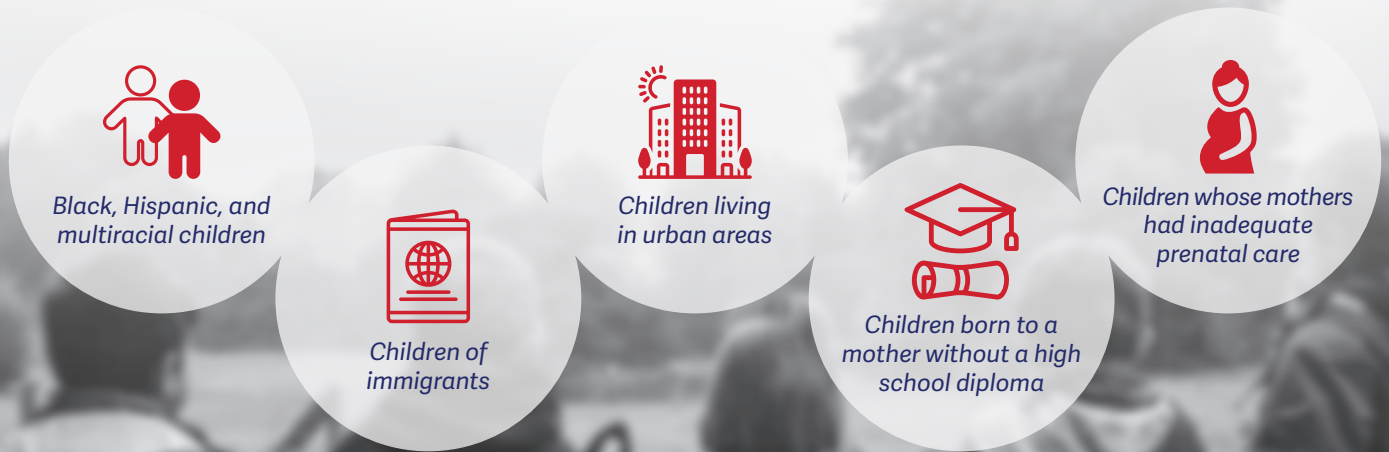 Black, Hispanic, and
multiracial children
Children of
immigrants
Children living
in urban areas
Children born to a
mother without a high
school diploma
Children whose mothers
had inadequate
prenatal care